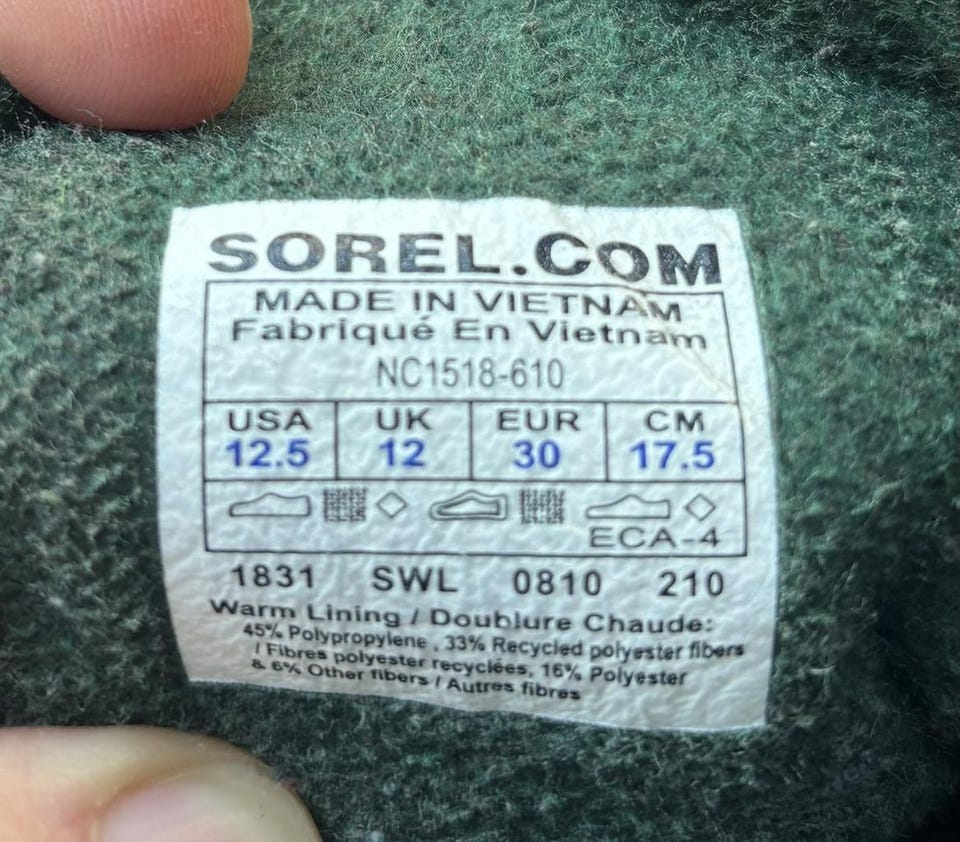 SOREL.COM
MADE IN VIETNAM
Fabriqué En Vietnam
NC1518-610
USA UK EUR CM
12.5 12 30 17.5
ECA-4
1831 SWL 0810 210
Warm Lining / Doublure Chaude:
45% Polypropylene , 33% Recycled polyester fibers
/ Fibres polyester recyclées, 16% Polyester
& 6% Other fibers / Autres fibres